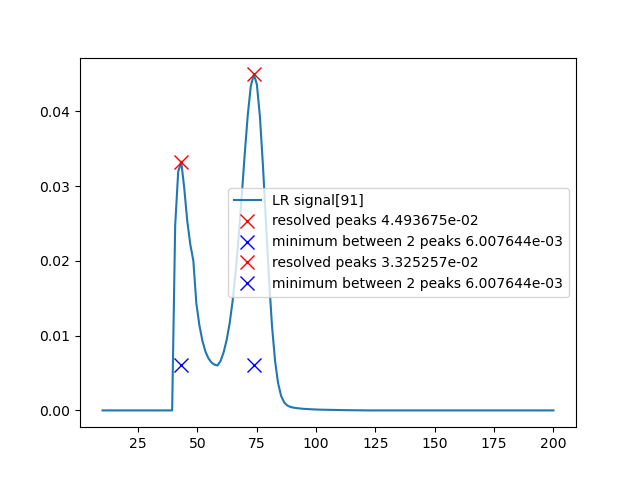 0.04
0.03
0.02
0.01
0.00
LR signal[91]
resolved peaks 4.493675e-02
minimum between 2 peaks 6.007644e-03
resolved peaks 3.325257e-02
minimum between 2 peaks 6.007644e-03
25 50 75 100 125 150 175 200